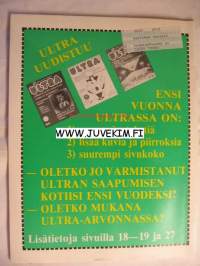 ULTRA
UUDISTUU
ULTRA
ENSI
VUONNA
ULTRASSA ON:
WWW.JUVEKIM.FI
2) lisää kuvia ja piirroksia
3) suurempi sivukoko
— OLETKO JO VARMISTANUT
ULTRAN SAAPUMISEN
KOTIISI ENSI VUODEKSI?
— OLETKO MUKANA
ULTRA-ARVONNASSA?
Lisätietoja sivuilla 18—19 ja 27